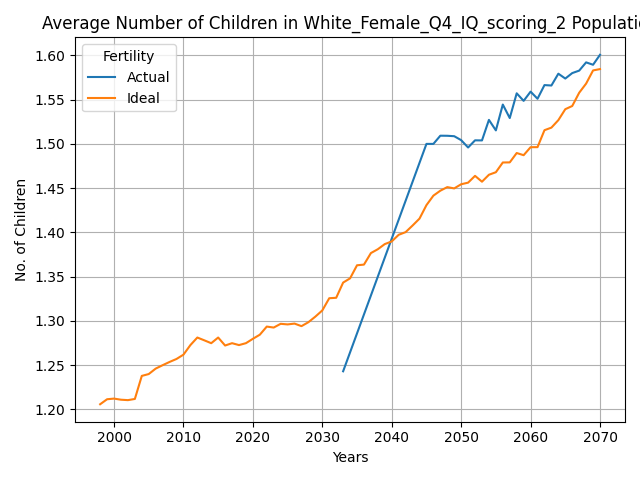 Average Number of Children in White_Female_Q4_IQ_scoring_2 Populatio
Fertility
Actual
Ideal
No. of Children
1.60
1.55
1.50
1.45
1.40
1.35
1.30
1.25
1.20
2000 2010 2020 2030 2040 2050 2060 2070
Years